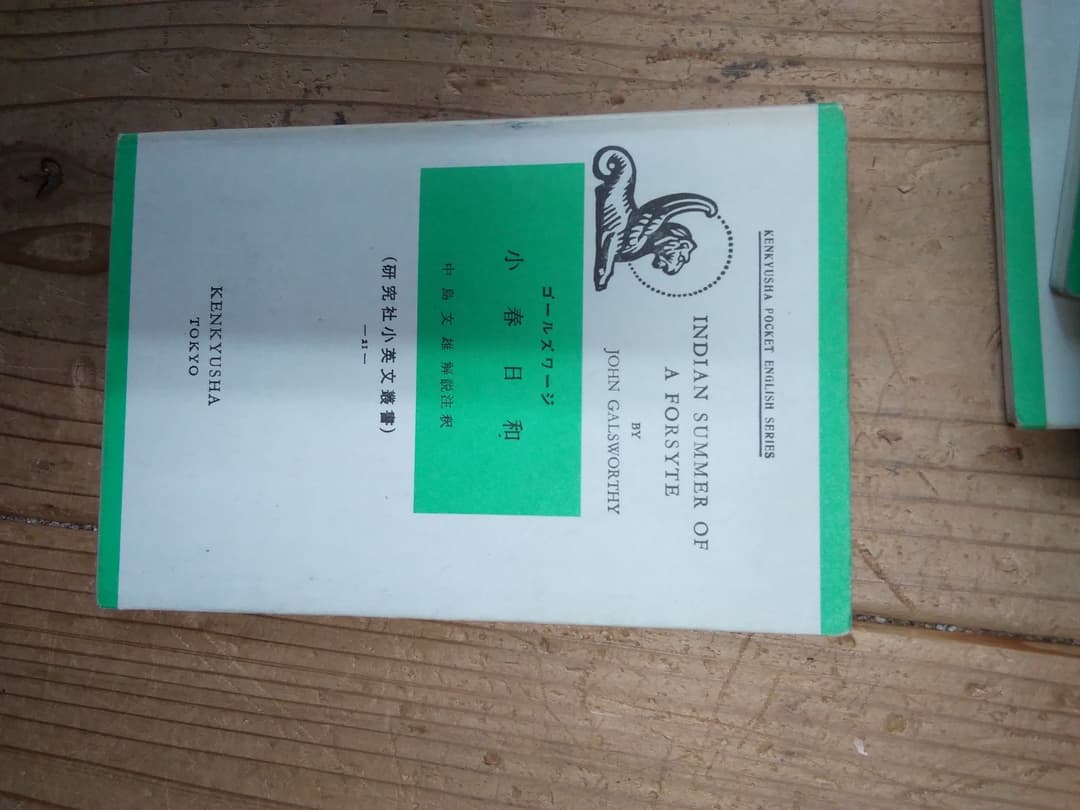 KENKYUSHA POCKET ENGLISH SERIES
INDIAN SUMMER OF
A FORSYTE
BY
JOHN GALSWORTHY
ゴールズワージ
小春日和
中島文雄解説注釈
(研究社小英文叢書)
—21—
KENKYUSHA
TOKYO